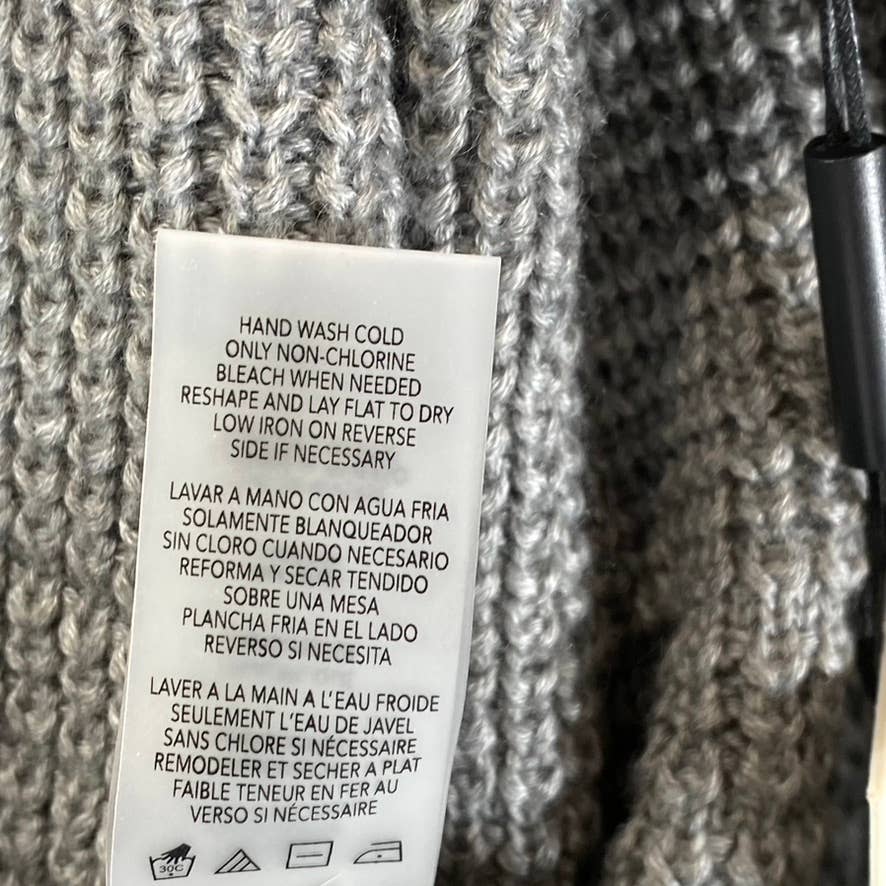 HAND WASH COLD
ONLY NON-CHLORINE
BLEACH WHEN NEEDED
RESHAPE AND LAY FLAT TO DRY
LOW IRON ON REVERSE
SIDE IF NECESSARY
LAVAR A MANO CON AGUA FRIA
SOLAMENTE BLANQUEADOR
SIN CLORO CUANDO NECESARIO
REFORMA Y SECAR TENDIDO
SOBRE UNA MESA
PLANCHA FRIA EN EL LADO
REVERSO SI NECESITA
LAVER A LA MAIN A L'EAU FROIDE
SEULEMENT L'EAU DE JAVEL
SANS CHLORE SI NÉCESSAIRE
REMODELER ET SECHER A PLAT
FAIBLE TENEUR EN FER AU
VERSO SI NÉCESSAIRE
30C